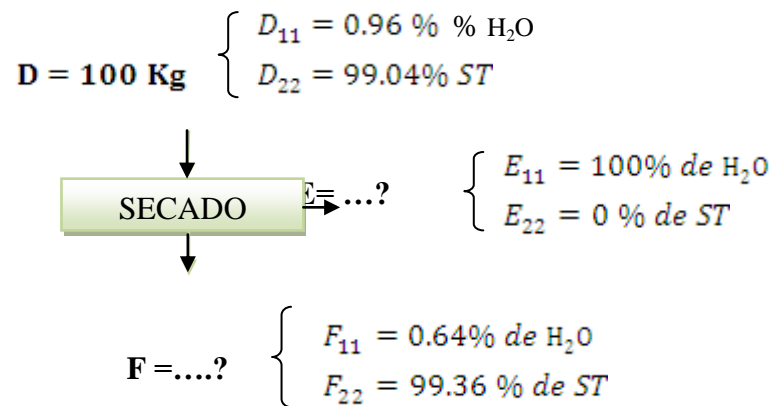 D₁₁ = 0.96 % % H₂O
D = 100 Kg
D₂₂ = 99.04% ST
E₁₁ = 100% de H₂O
SECADO E= …?
E₂₂ = 0 % de ST
F₁₁ = 0.64% de H₂O
F =….?
F₂₂ = 99.36 % de ST